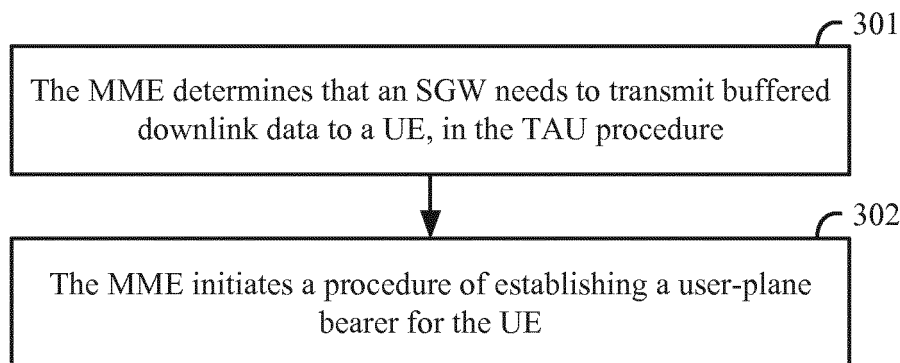 301
The MME determines that an SGW needs to transmit buffered
downlink data to a UE, in the TAU procedure
302
The MME initiates a procedure of establishing a user-plane
bearer for the UE